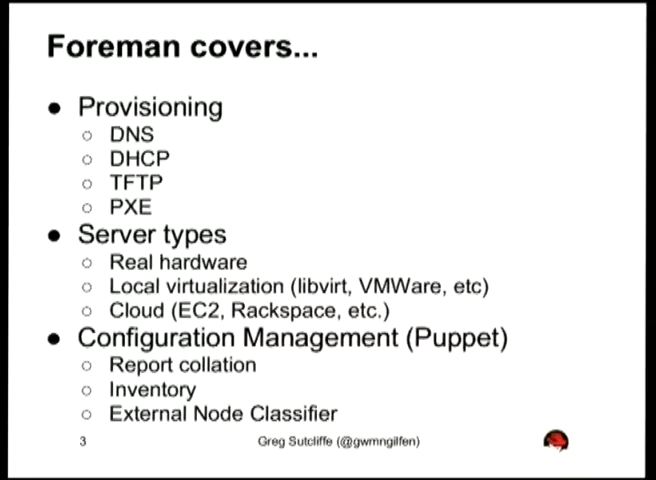 Foreman covers...
● Provisioning
○ DNS
○ DHCP
○ TFTP
○ PXE
● Server types
○ Real hardware
○ Local virtualization (libvirt, VMWare, etc)
○ Cloud (EC2, Rackspace, etc.)
● Configuration Management (Puppet)
○ Report collation
○ Inventory
○ External Node Classifier
3 Greg Sutcliffe (@gwmngilfen)